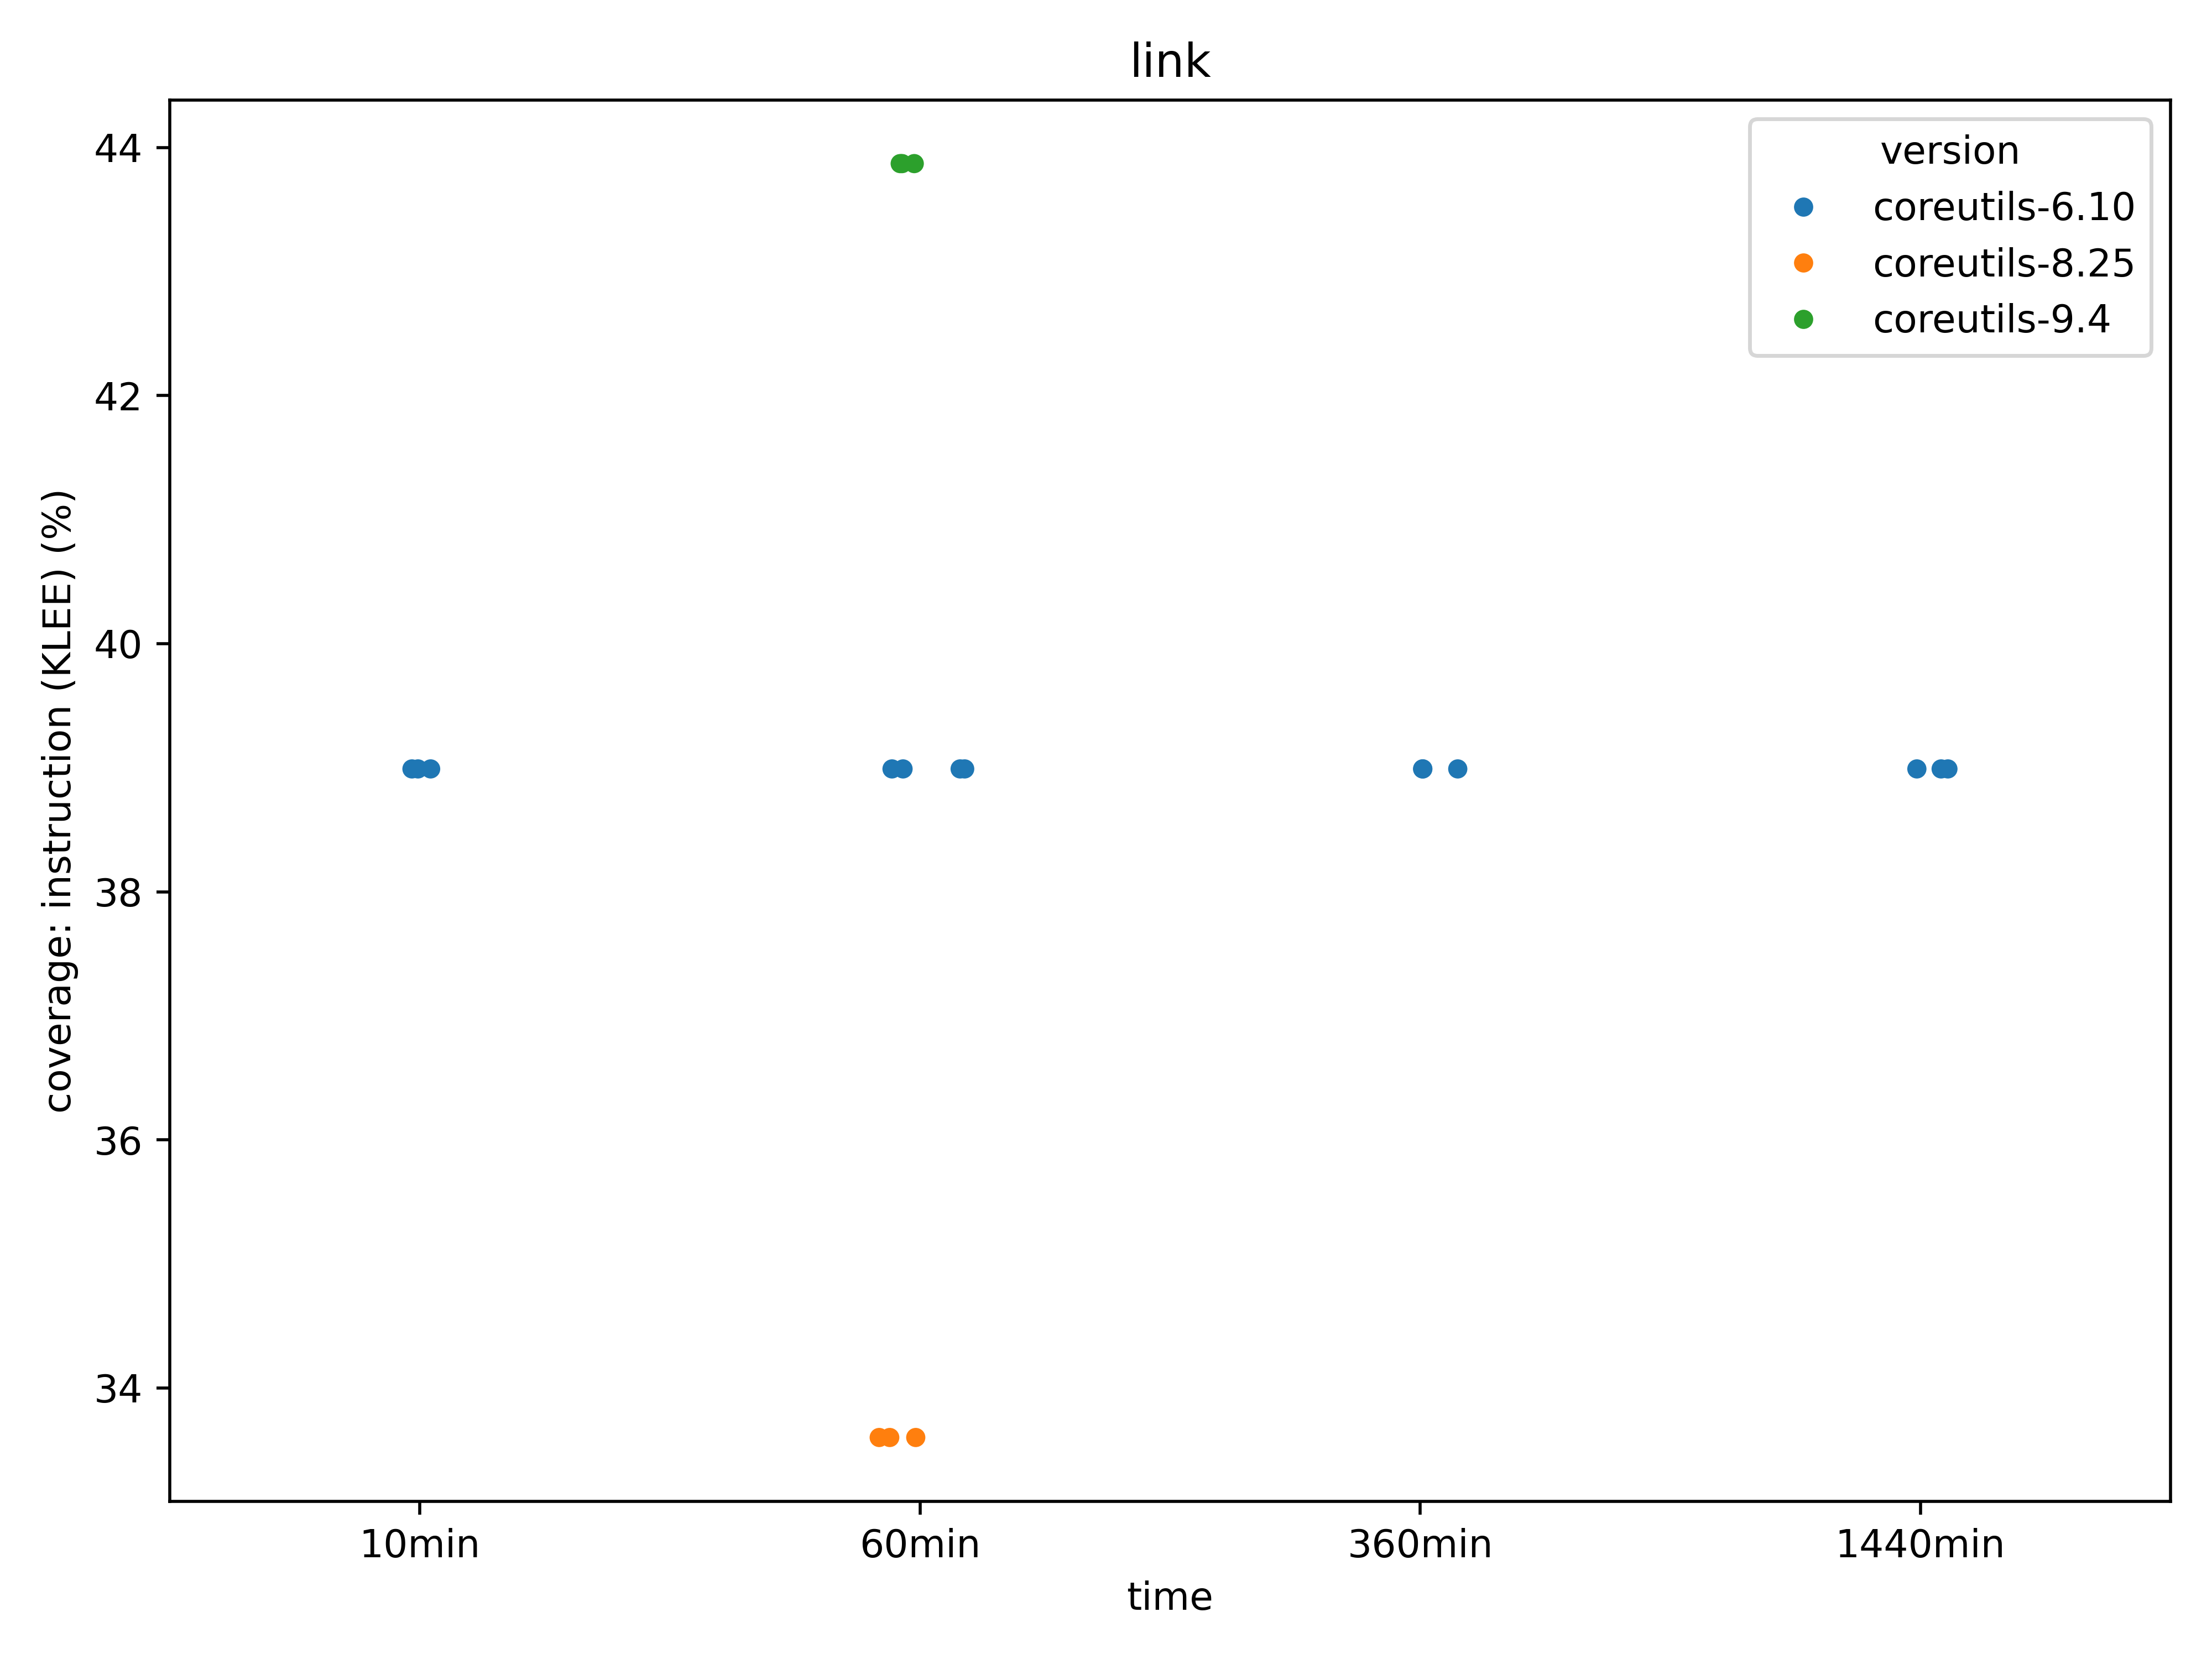 link
coverage: instruction (KLEE) (%)
44
42
40
38
36
34
version
coreutils-6.10
coreutils-8.25
coreutils-9.4
10min
60min
360min
1440min
time